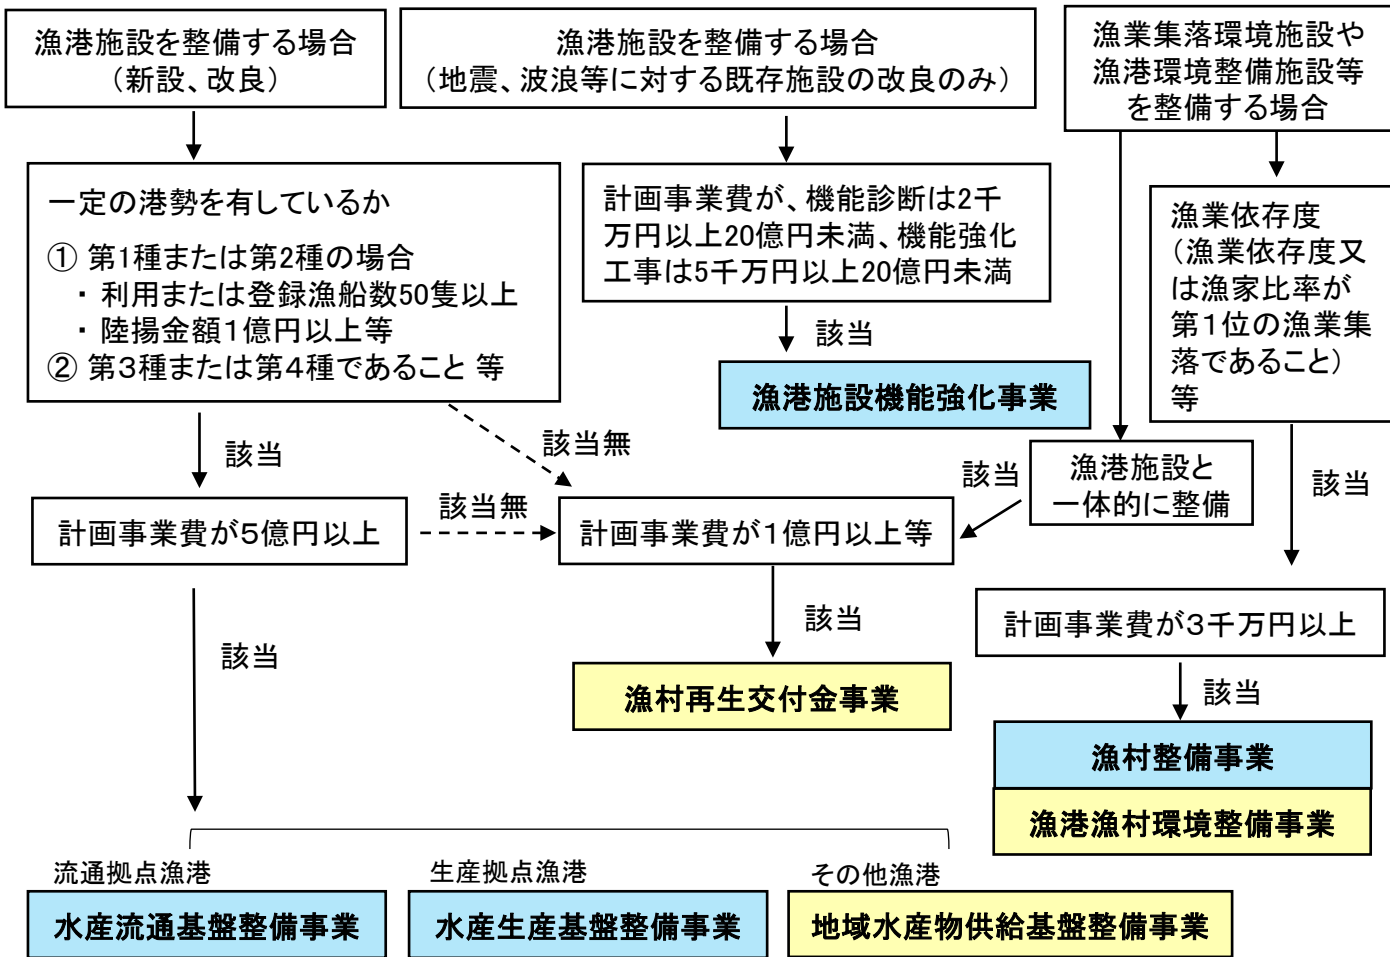 漁港施設を整備する場合
（新設、改良）
漁港施設を整備する場合
（地震、波浪等に対する既存施設の改良のみ）
漁業集落環境施設や
漁港環境整備施設等
を整備する場合
一定の港勢を有しているか
① 第1種または第2種の場合
・ 利用または登録漁船数50隻以上
・ 陸揚金額1億円以上等
② 第３種または第４種であること 等
計画事業費が、機能診断は2千
万円以上20億円未満、機能強化
工事は5千万円以上20億円未満
漁業依存度
（漁業依存度又
は漁家比率が
第１位の漁業集
落であること）
等
該当
漁港施設機能強化事業
該当
該当無
該当
漁港施設と
一体的に整備
該当
計画事業費が５億円以上
該当無
計画事業費が１億円以上等
該当
該当
計画事業費が３千万円以上
漁村再生交付金事業
該当
漁村整備事業
漁港漁村環境整備事業
流通拠点漁港
生産拠点漁港
その他漁港
水産流通基盤整備事業
水産生産基盤整備事業
地域水産物供給基盤整備事業